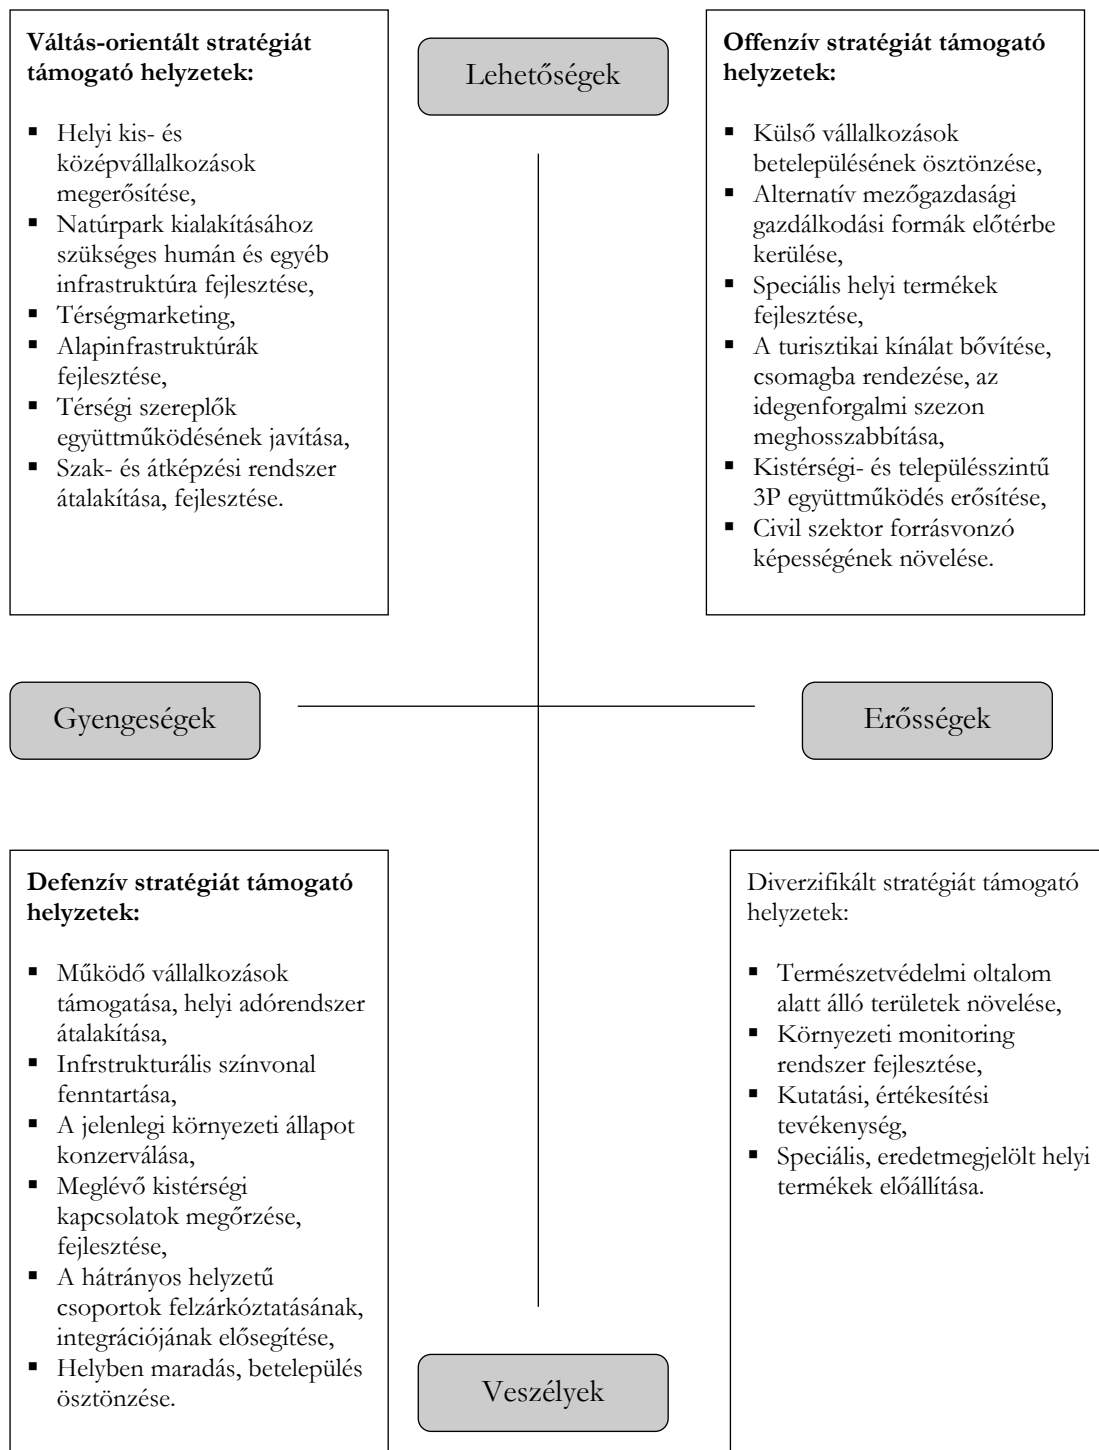 Váltás-orientált stratégiát
támogató helyzetek:
▪ Helyi kis- és
középvállalkozások
megerősítése,
▪ Natúrpark kialakításához
szükséges humán és egyéb
infrastruktúra fejlesztése,
▪ Térségmarketing,
▪ Alapinfrastruktúrák
fejlesztése,
▪ Térségi szereplők
együttműködésének javítása,
▪ Szak- és átképzési rendszer
átalakítása, fejlesztése.
Lehetőségek
Offenzív stratégiát támogató
helyzetek:
▪ Külső vállalkozások
betelepülésének ösztönzése,
▪ Alternatív mezőgazdasági
gazdálkodási formák előtérbe
kerülése,
▪ Speciális helyi termékek
fejlesztése,
▪ A turisztikai kínálat bővítése,
csomagba rendezése, az
idegenforgalmi szezon
meghosszabbítása,
▪ Kistérségi- és településszintű
3P együttműködés erősítése,
▪ Civil szektor forrásvonzó
képességének növelése.
Gyengeségek
Erősségek
Defenzív stratégiát támogató
helyzetek:
▪ Működő vállalkozások
támogatása, helyi adórendszer
átalakítása,
▪ Infrstrukturális színvonal
fenntartása,
▪ A jelenlegi környezeti állapot
konzerválása,
▪ Meglévő kistérségi
kapcsolatok megőrzése,
fejlesztése,
▪ A hátrányos helyzetű
csoportok felzárkóztatásának,
integrációjának elősegítése,
▪ Helyben maradás, betelepülés
ösztönzése.
Veszélyek
Diverzifikált stratégiát támogató
helyzetek:
▪ Természetvédelmi oltalom
alatt álló területek növelése,
▪ Környezeti monitoring
rendszer fejlesztése,
▪ Kutatási, értékesítési
tevékenység,
▪ Speciális, eredetmegjelölt helyi
termékek előállítása.